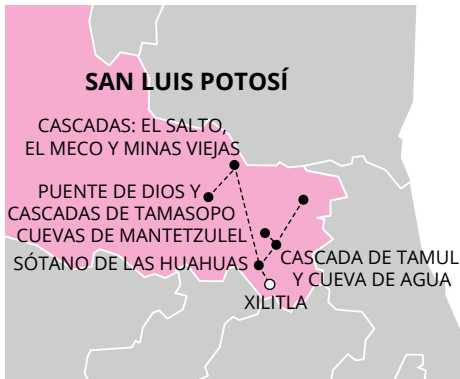 SAN LUIS POTOSÍ
CASCADAS: EL SALTO,
EL MECO Y MINAS VIEJAS
PUENTE DE DIOS Y
CASCADAS DE TAMASOPO
CUEVAS DE MANTETZULEL
SÓTANO DE LAS HUAHUAS
CASCADA DE TAMUL
Y CUEVA DE AGUA
XILITLA